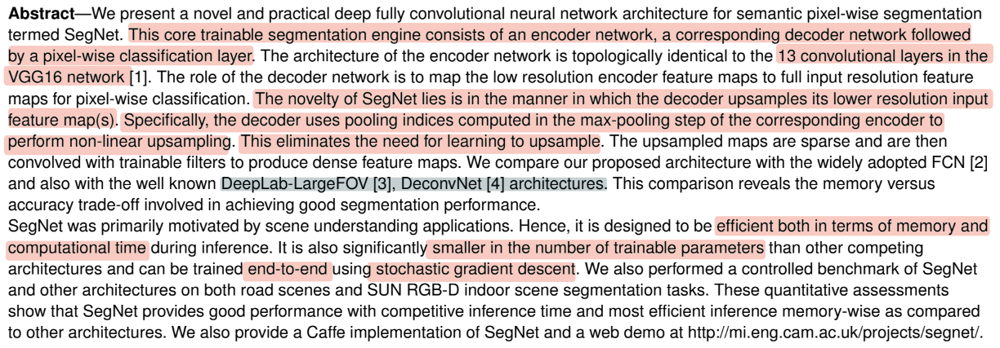 Abstract—We present a novel and practical deep fully convolutional neural network architecture for semantic pixel-wise segmentation
termed SegNet. This core trainable segmentation engine consists of an encoder network, a corresponding decoder network followed
by a pixel-wise classification layer. The architecture of the encoder network is topologically identical to the 13 convolutional layers in the
VGG16 network [1]. The role of the decoder network is to map the low resolution encoder feature maps to full input resolution feature
maps for pixel-wise classification. The novelty of SegNet lies is in the manner in which the decoder upsamples its lower resolution input
feature map(s). Specifically, the decoder uses pooling indices computed in the max-pooling step of the corresponding encoder to
perform non-linear upsampling. This eliminates the need for learning to upsample. The upsampled maps are sparse and are then
convolved with trainable filters to produce dense feature maps. We compare our proposed architecture with the widely adopted FCN [2]
and also with the well known DeepLab-LargeFOV [3], DeconvNet [4] architectures. This comparison reveals the memory versus
accuracy trade-off involved in achieving good segmentation performance.
SegNet was primarily motivated by scene understanding applications. Hence, it is designed to be efficient both in terms of memory and
computational time during inference. It is also significantly smaller in the number of trainable parameters than other competing
architectures and can be trained end-to-end using stochastic gradient descent. We also performed a controlled benchmark of SegNet
and other architectures on both road scenes and SUN RGB-D indoor scene segmentation tasks. These quantitative assessments
show that SegNet provides good performance with competitive inference time and most efficient inference memory-wise as compared
to other architectures. We also provide a Caffe implementation of SegNet and a web demo at http://mi.eng.cam.ac.uk/projects/segnet/.